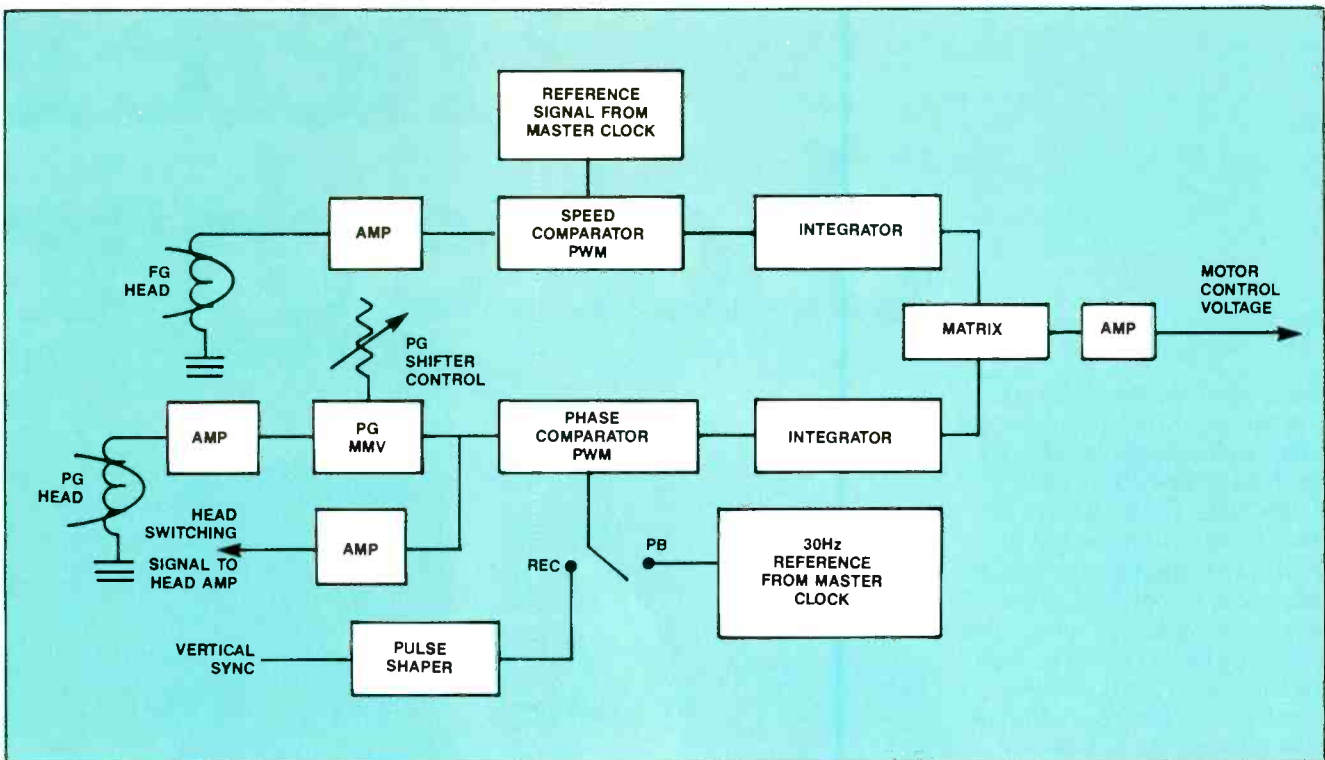 REFERENCE
SIGNAL FROM
MASTER CLOCK
AMP
SPEED
COMPARATOR
PWM
INTEGRATOR
FG
HEAD
MOTOR
CONTROL
VOLTAGE
MATRIX
AMP
PG
SHIFTER
CONTROL
AMP
PG
MMV
PHASE
COMPARATOR
PWM
INTEGRATOR
PG
HEAD
HEAD
SWITCHING
SIGNAL TO
HEAD AMP
AMP
REC
PB
30Hz
REFERENCE
FROM MASTER
CLOCK
VERTICAL
SYNC
PULSE
SHAPER